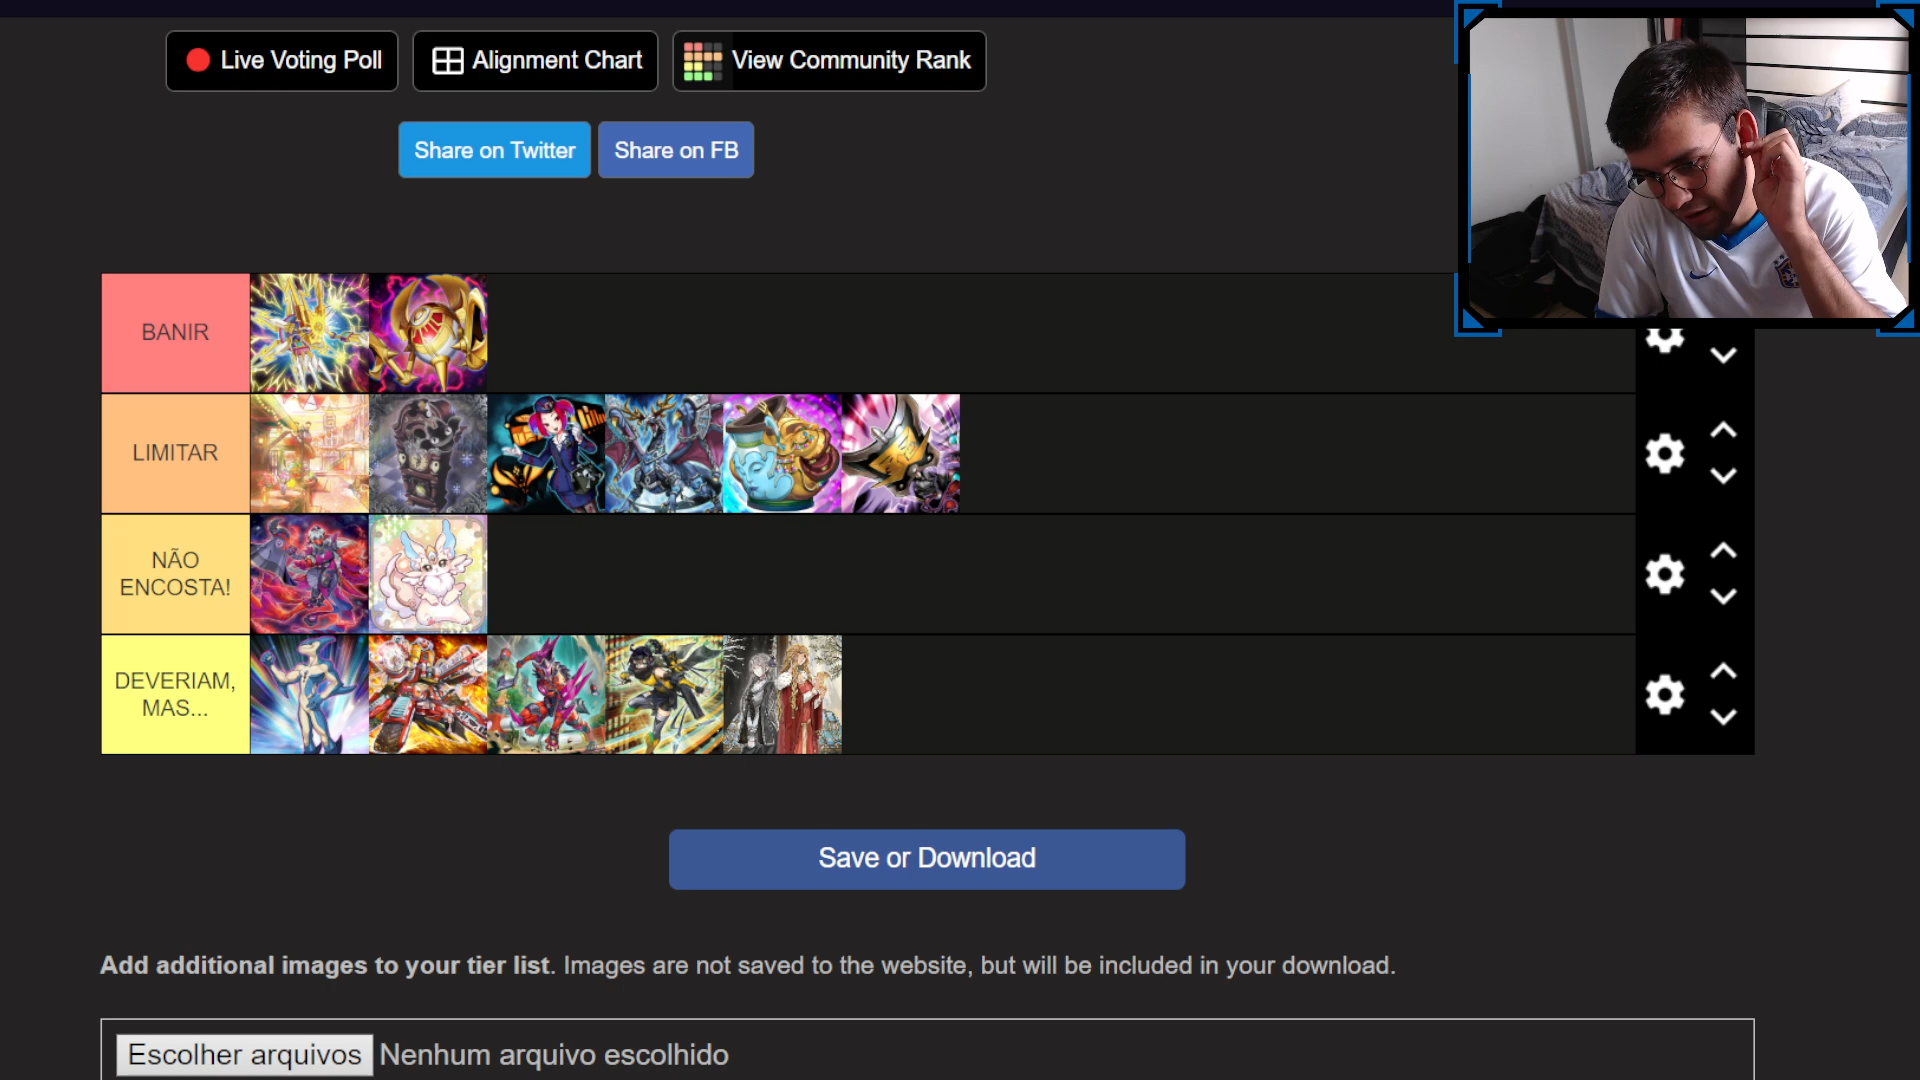 Live Voting Poll
Alignment Chart
View Community Rank
Share on Twitter
Share on FB
BANIR
LIMITAR
NÃO
ENCOSTA!
DEVERIAM,
MAS...
Save or Download
Add additional images to your tier list. Images are not saved to the website, but will be included in your download.
Escolher arquivos Nenhum arquivo escolhido